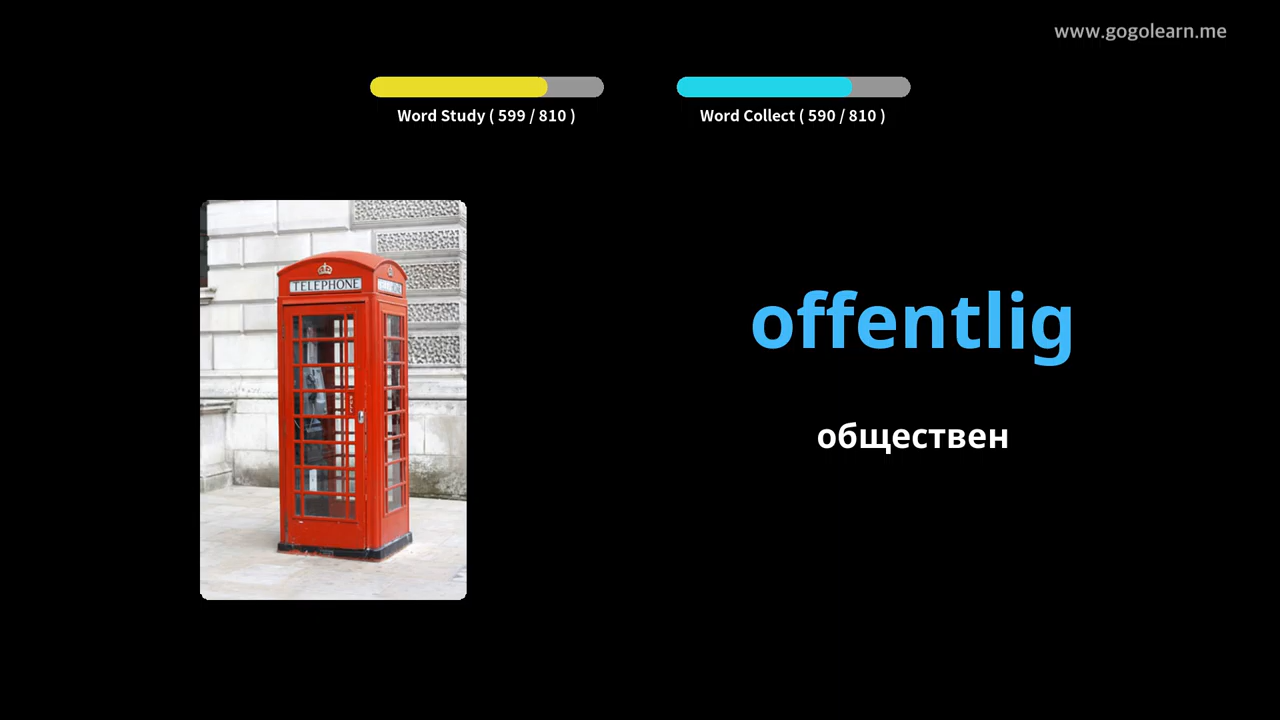 www.gogolearn.me
Word Study ( 599 / 810 )
Word Collect ( 590 / 810 )
TELEPHONE
offentlig
обществен